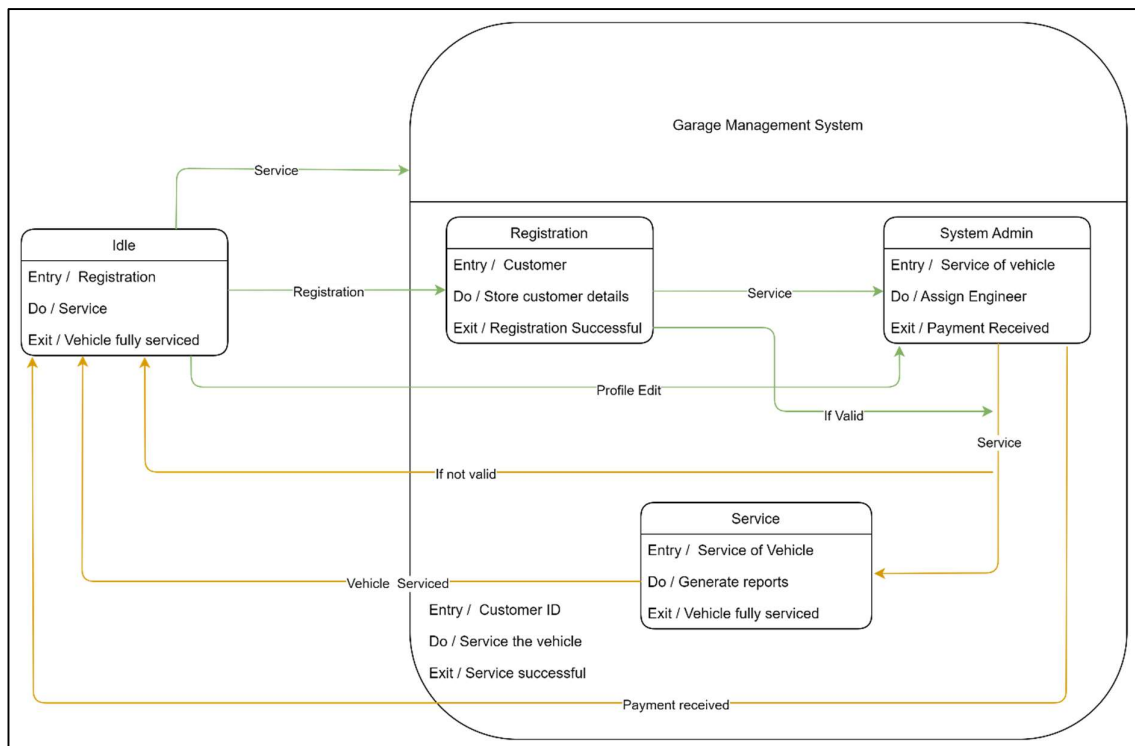 Garage Management System
Service
Idle
Entry / Registration
Do / Service
Exit / Vehicle fully serviced
Registration
Registration
Entry / Customer
Do / Store customer details
Exit / Registration Successful
Service
System Admin
Entry / Service of vehicle
Do / Assign Engineer
Exit / Payment Received
Profile Edit
If Valid
Service
If not valid
Service
Entry / Service of Vehicle
Do / Generate reports
Exit / Vehicle fully serviced
Vehicle Serviced
Entry / Customer ID
Do / Service the vehicle
Exit / Service successful
Payment received